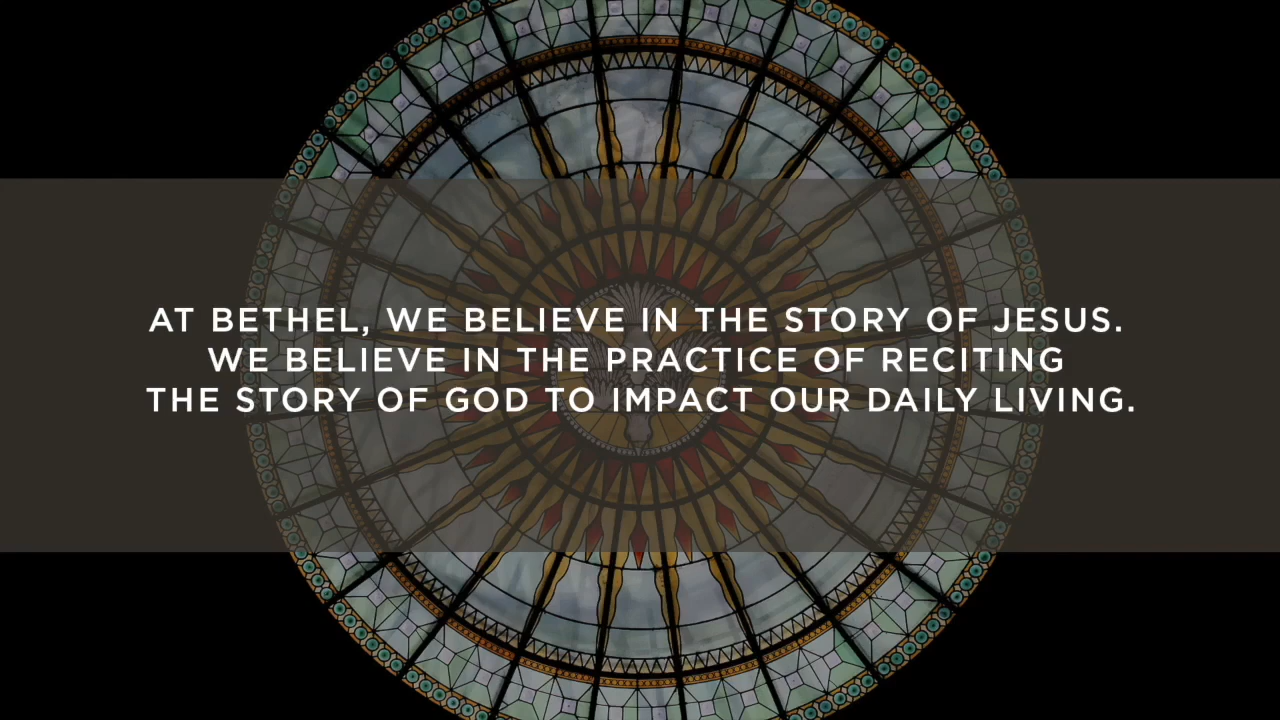 AT BETHEL, WE BELIEVE IN THE STORY OF JESUS.
WE BELIEVE IN THE PRACTICE OF RECITING
THE STORY OF GOD TO IMPACT OUR DAILY LIVING.